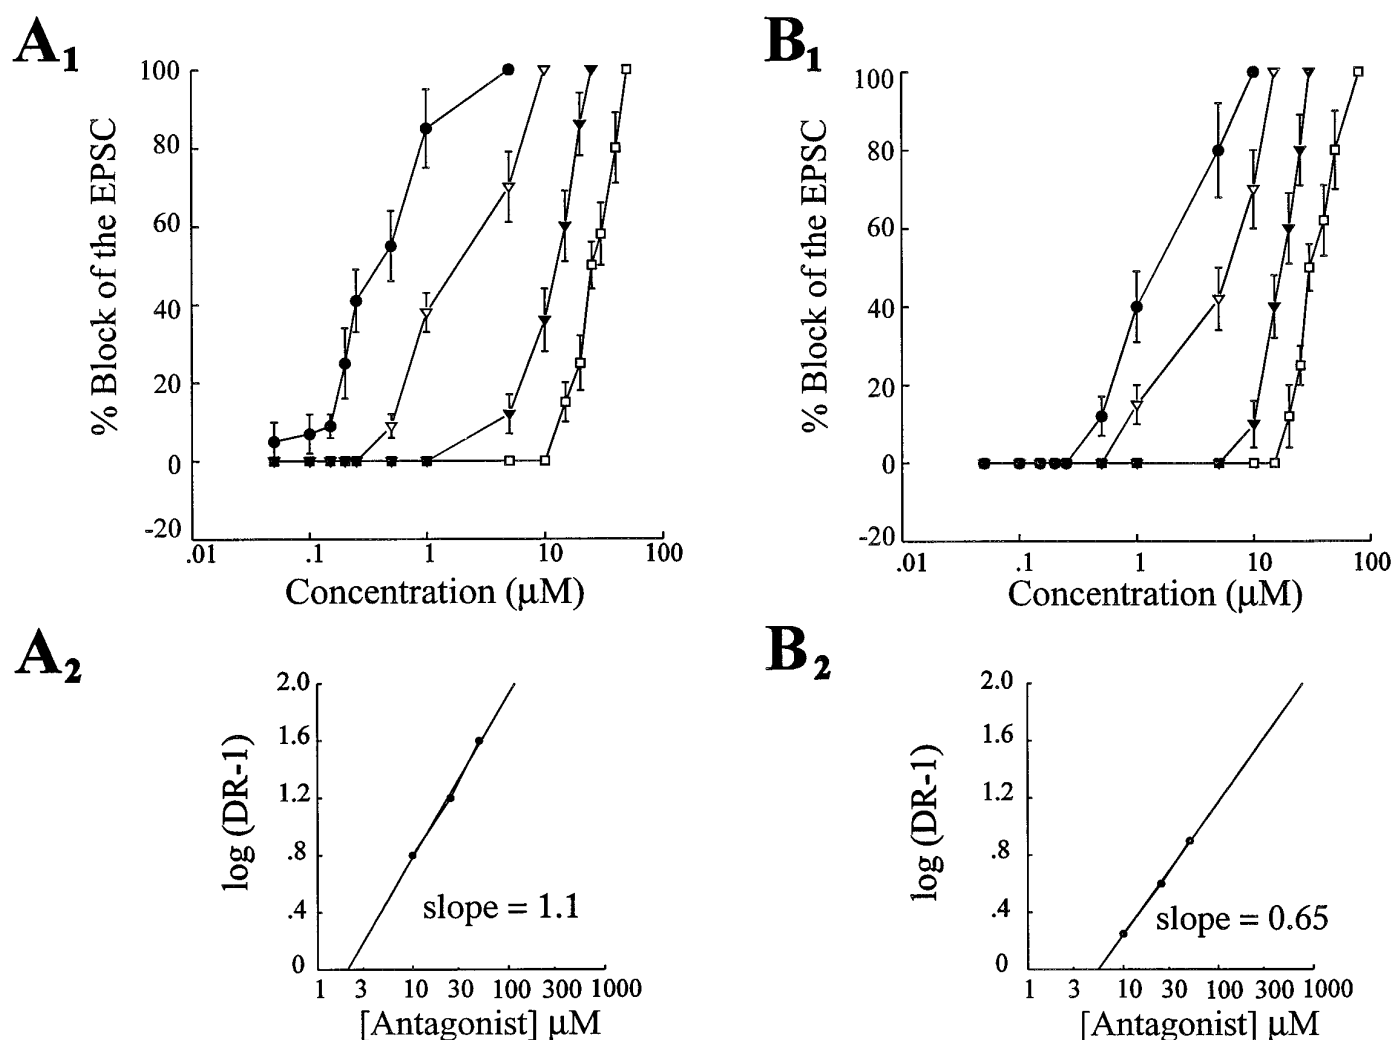 A1
% Block of the EPSC
100
80
60
40
20
0
-20
.01 .1 1 10 100
Concentration (μM)
B1
% Block of the EPSC
100
80
60
40
20
0
-20
.01 .1 1 10 100
Concentration (μM)
A2
log (DR-1)
2.0
1.6
1.2
.8
.4
0
slope = 1.1
1 3 10 30 100 300 1000
[Antagonist] μM
B2
log (DR-1)
2.0
1.6
1.2
.8
.4
0
slope = 0.65
1 3 10 30 100 300 1000
[Antagonist] μM